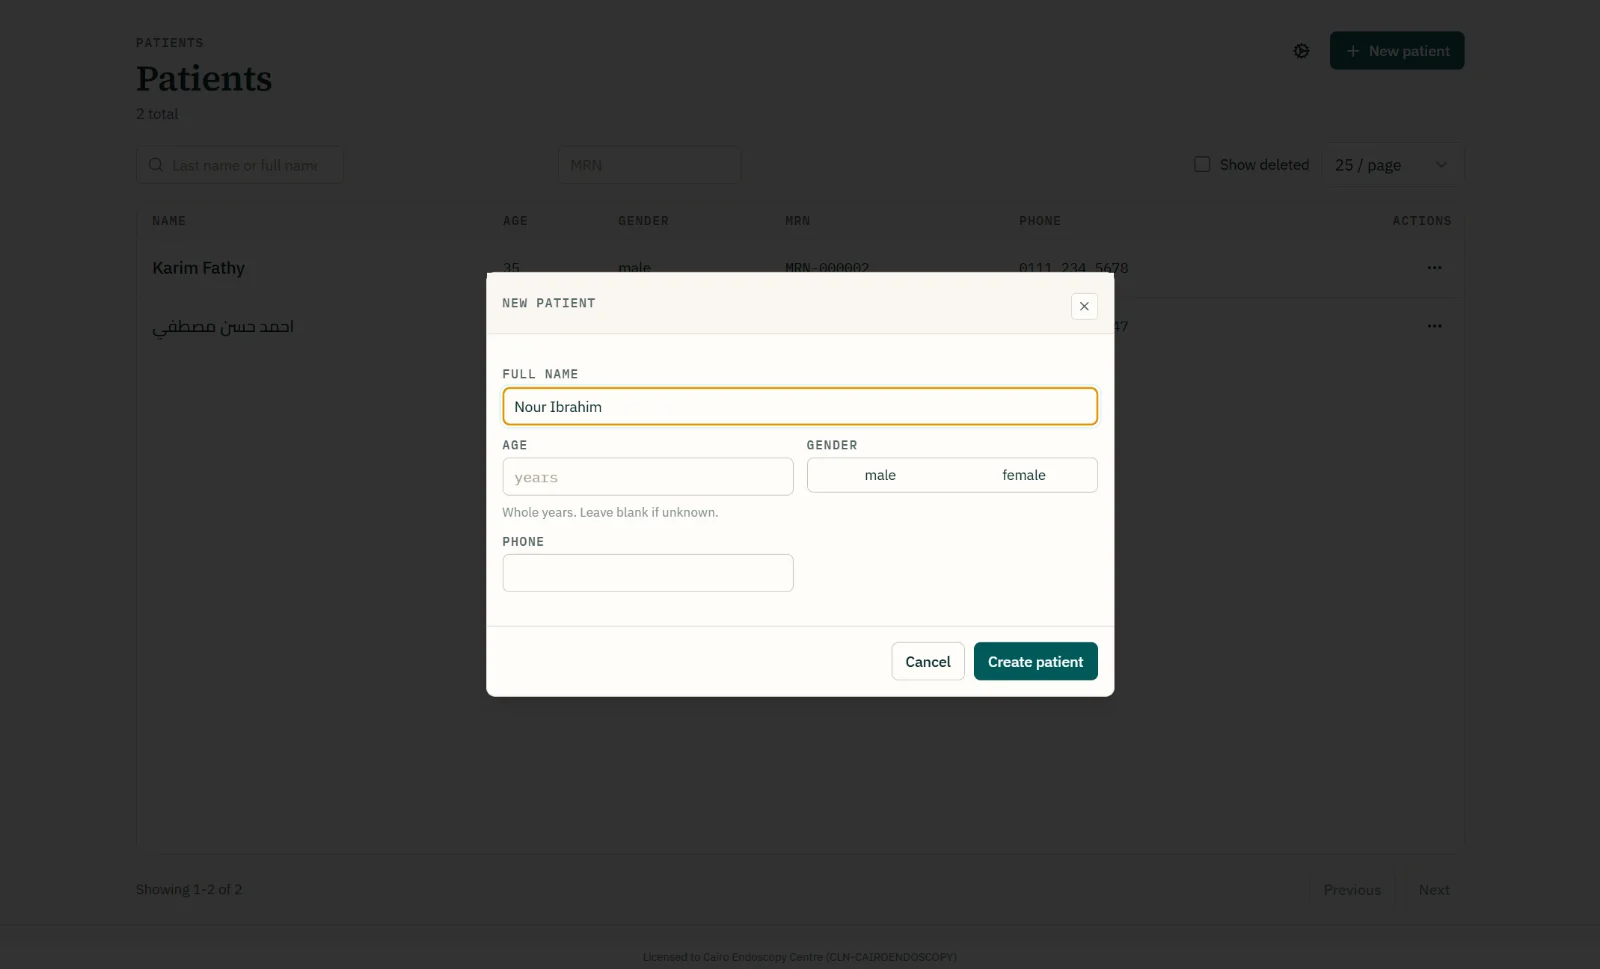 PATIENTS
Patients
2 total
New patient
Last name or full name
MRN
Show deleted
25 / page
NAME AGE GENDER MRN PHONE ACTIONS
Karim Fathy 35 male MRN-000002 0111 234 5678
احمد حسن مصطفي 47
NEW PATIENT
FULL NAME
Nour Ibrahim
AGE GENDER
years male female
Whole years. Leave blank if unknown.
PHONE
Cancel Create patient
Showing 1-2 of 2
Previous Next
Licensed to Cairo Endoscopy Centre (CLN-CAIROENDOSCOPY)